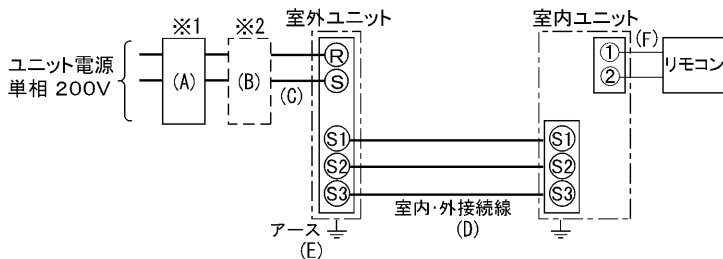 室外ユニット
室内ユニット
※1
※2
(F)
ユニット電源
単相 200V
(A)
(B)
(C)
R
S
①
②
リモコン
S1
S2
S3
S1
S2
S3
室内・外接続線
(D)
アース
(E)